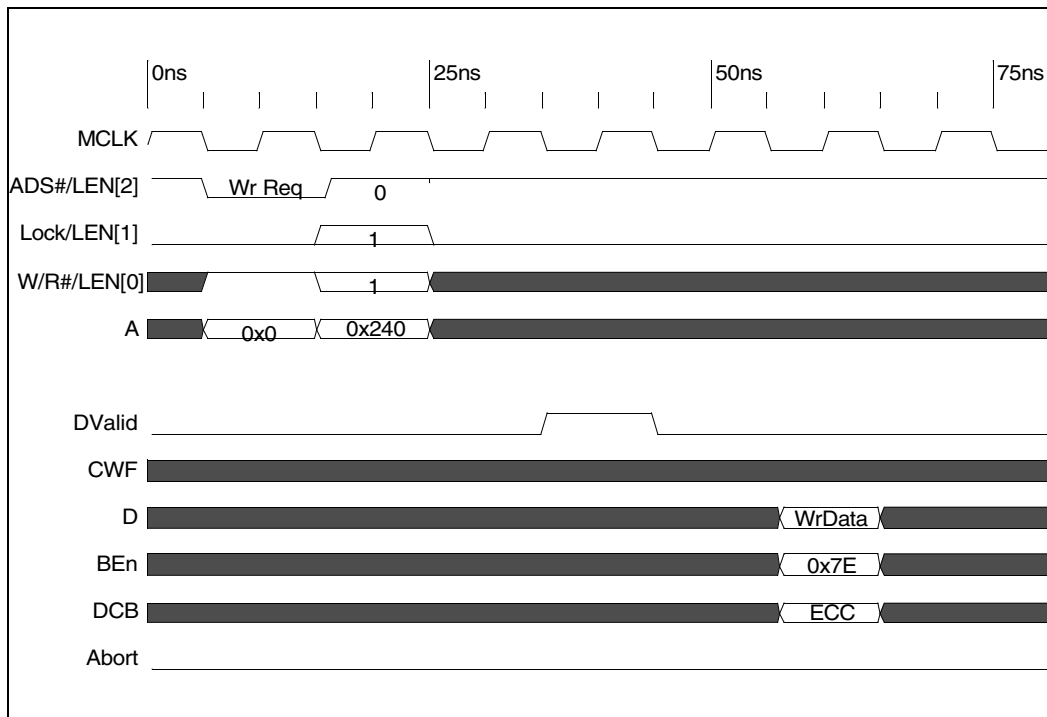 0ns 25ns 50ns 75ns
MCLK
ADS#/LEN[2] Wr Req 0
Lock/LEN[1] 1
W/R#/LEN[0] 1
A 0x0 0x240
DValid
CWF
D WrData
BEn 0x7E
DCB ECC
Abort